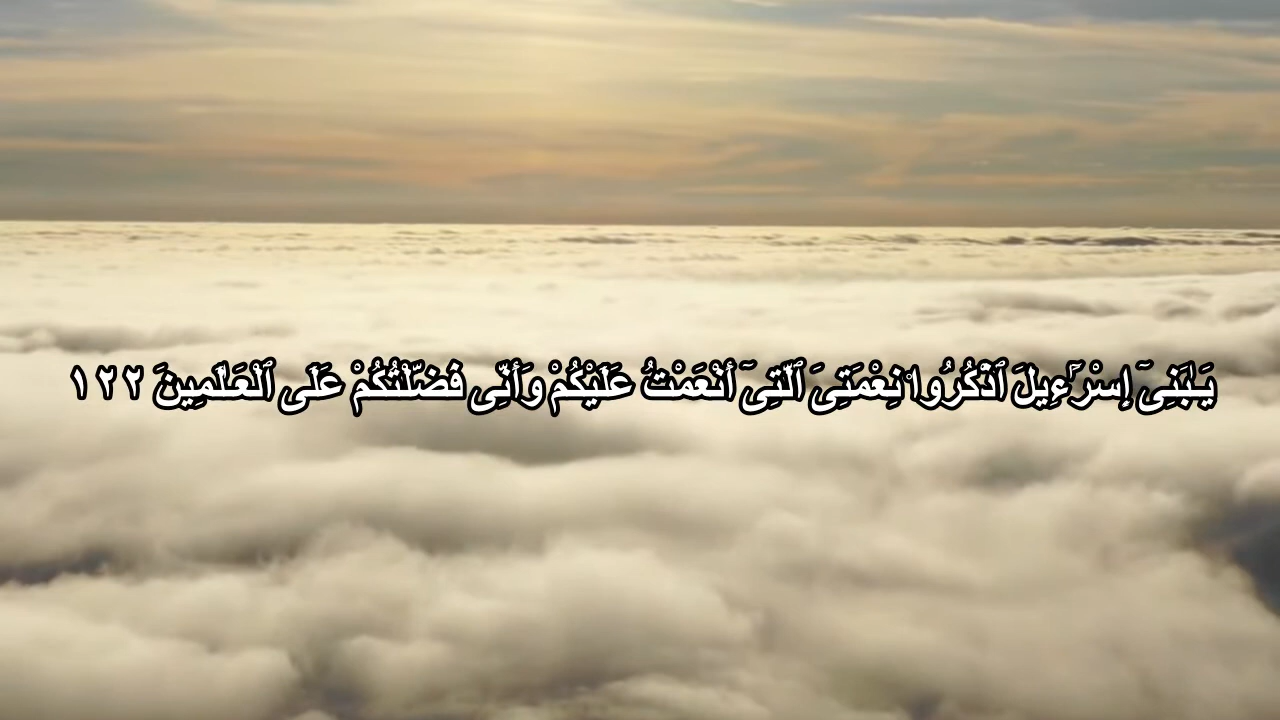 يَـٰبَنِىٓ إِسْرَٰٓءِيلَ ٱذْكُرُوا۟ نِعْمَتِىَ ٱلَّتِىٓ أَنْعَمْتُ عَلَيْكُمْ وَأَنِّى فَضَّلْتُكُمْ عَلَى ٱلْعَـٰلَمِينَ ١٢٢